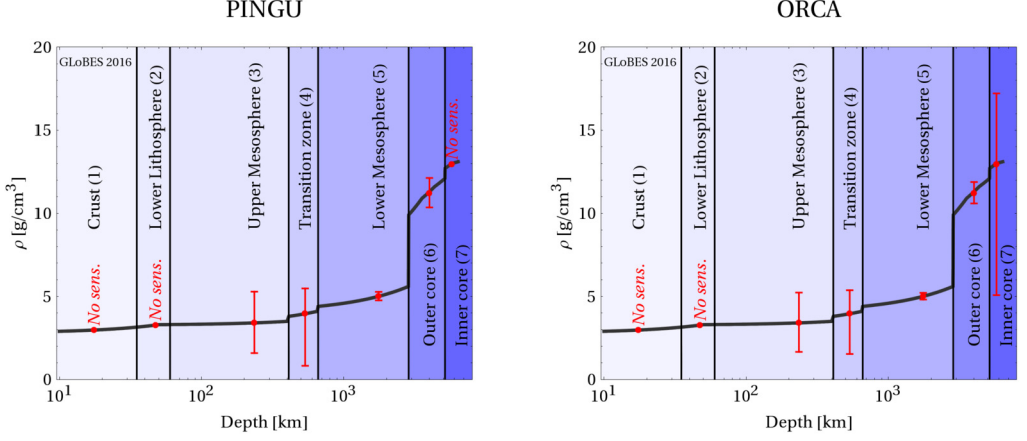 PINGU
GLoBES 2016
Crust (1)
Lower Lithosphere (2)
Upper Mesosphere (3)
Transition zone (4)
Lower Mesosphere (5)
Outer core (6)
Inner core (7)
No sens.
No sens.
No sens.
ρ [g/cm³]
20
15
10
5
0
10¹
10²
10³
Depth [km]
ORCA
GLoBES 2016
Crust (1)
Lower Lithosphere (2)
Upper Mesosphere (3)
Transition zone (4)
Lower Mesosphere (5)
Outer core (6)
Inner core (7)
No sens.
No sens.
ρ [g/cm³]
20
15
10
5
0
10¹
10²
10³
Depth [km]